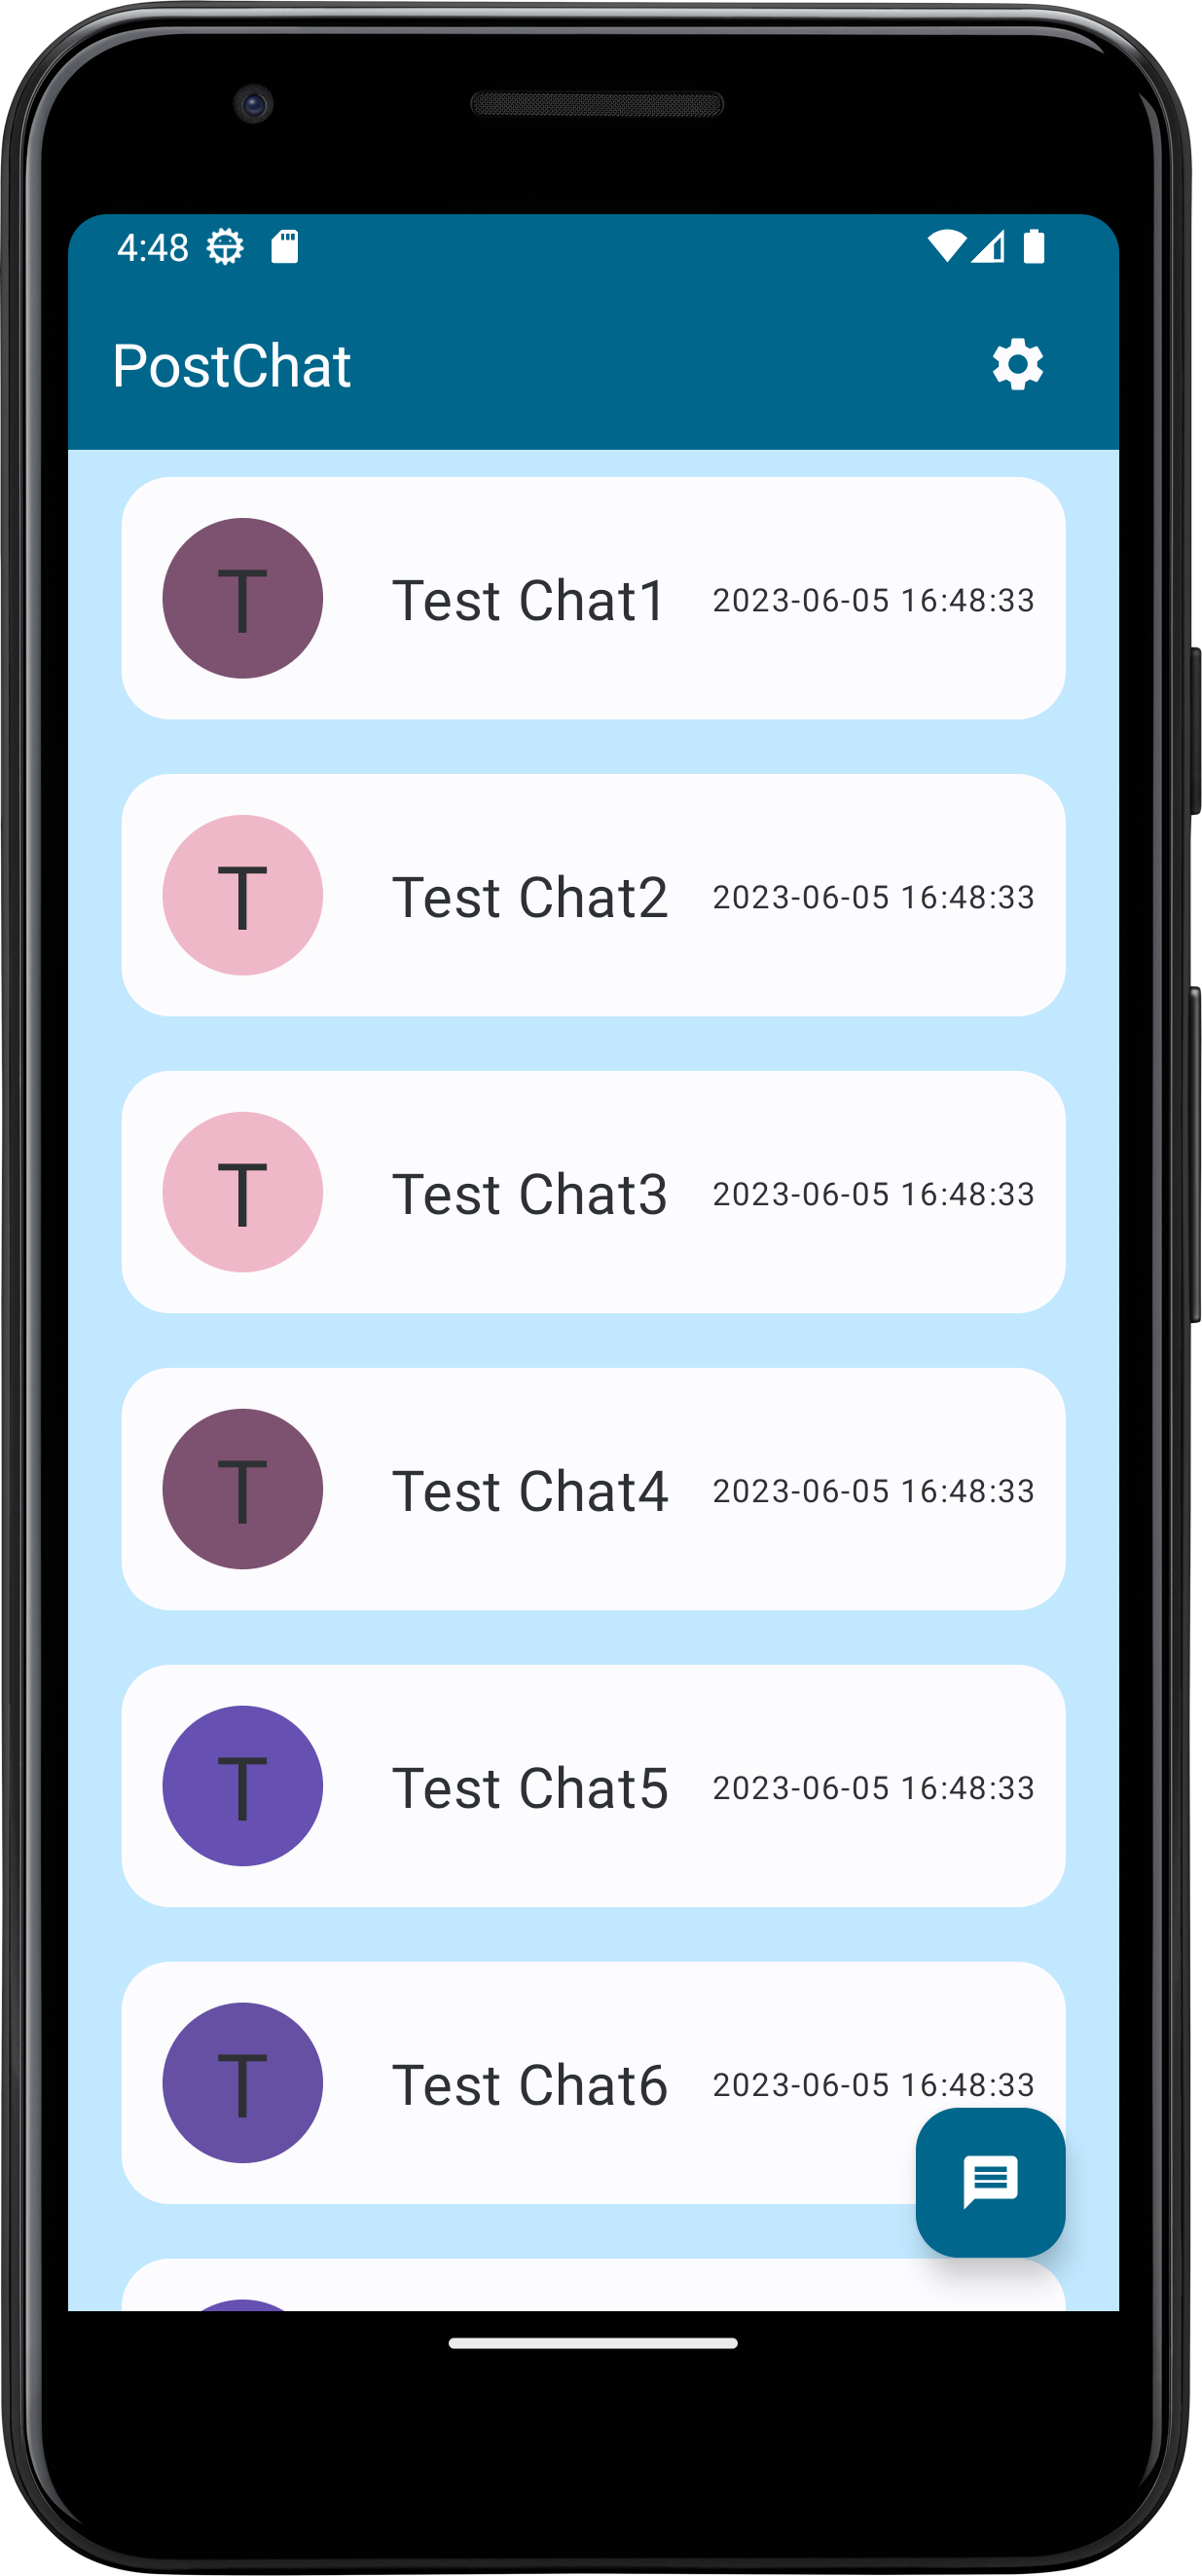 4:48
PostChat
T Test Chat1 2023-06-05 16:48:33
T Test Chat2 2023-06-05 16:48:33
T Test Chat3 2023-06-05 16:48:33
T Test Chat4 2023-06-05 16:48:33
T Test Chat5 2023-06-05 16:48:33
T Test Chat6 2023-06-05 16:48:33